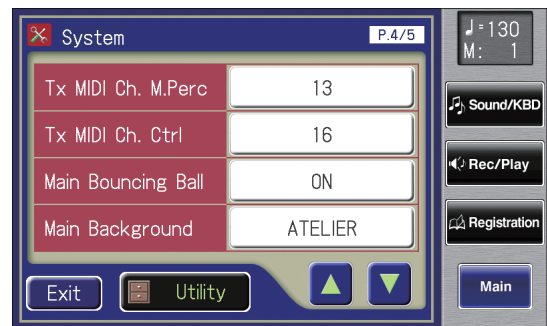 System P.4/5
Tx MIDI Ch. M.Perc 13
Tx MIDI Ch. Ctrl 16
Main Bouncing Ball ON
Main Background ATELIER
Exit Utility
♩=130
M: 1
Sound/KBD
Rec/Play
Registration
Main